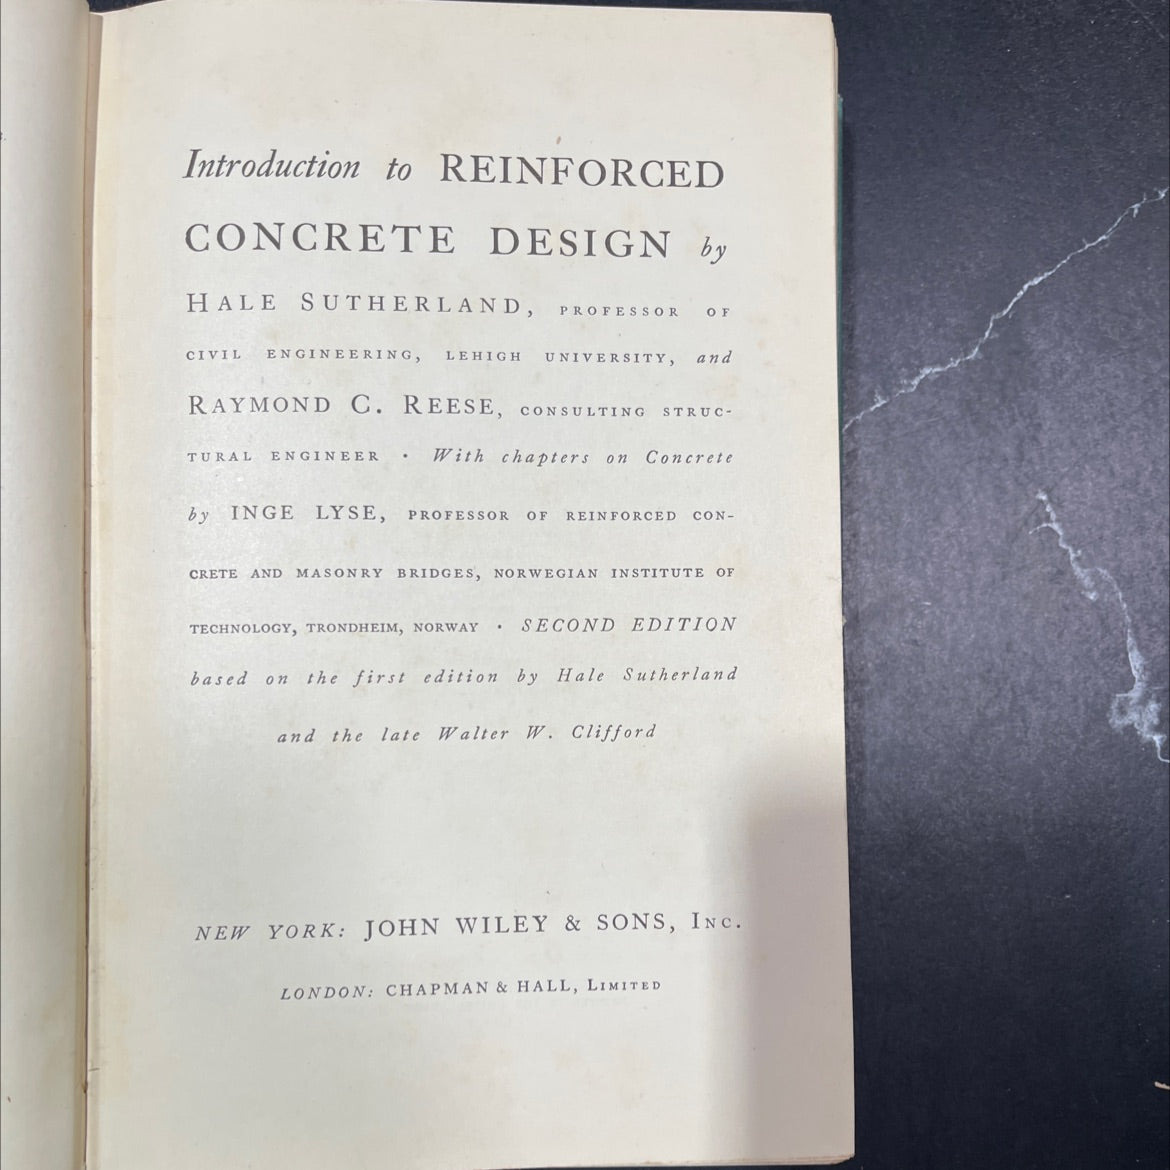 Introduction to REINFORCED
CONCRETE DESIGN by
HALE SUTHERLAND, PROFESSOR OF
CIVIL ENGINEERING, LEHIGH UNIVERSITY, and
RAYMOND C. REESE, CONSULTING STRUC-
TURAL ENGINEER · With chapters on Concrete
by INGE LYSE, PROFESSOR OF REINFORCED CON-
CRETE AND MASONRY BRIDGES, NORWEGIAN INSTITUTE OF
TECHNOLOGY, TRONDHEIM, NORWAY · SECOND EDITION
based on the first edition by Hale Sutherland
and the late Walter W. Clifford
NEW YORK: JOHN WILEY & SONS, INC.
LONDON: CHAPMAN & HALL, LIMITED